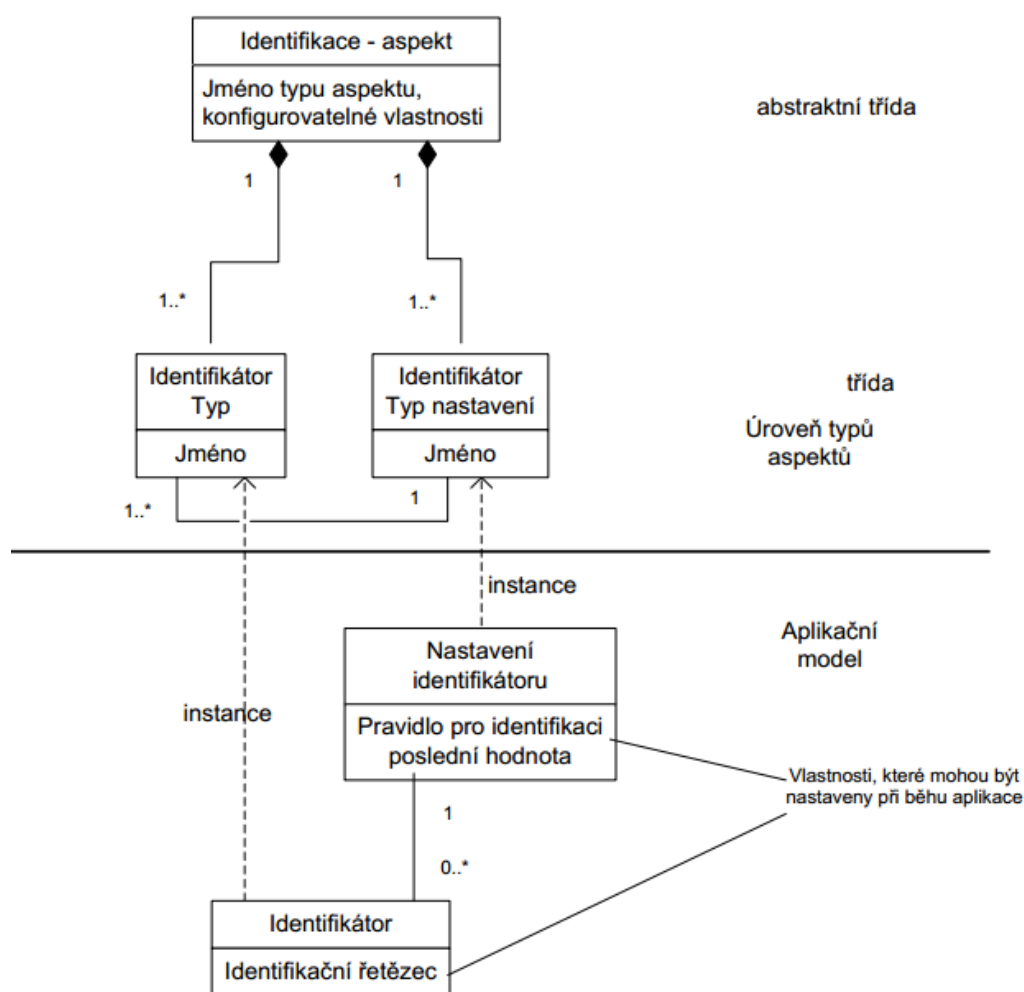 Identifikace - aspekt
Jméno typu aspektu,
konfigurovatelné vlastnosti
abstraktní třída
1
1
1..*
1..*
Identifikátor
Typ
Jméno
Identifikátor
Typ nastavení
Jméno
třída
Úroveň typů
aspektů
1..*
1
instance
Aplikační
model
Nastavení
identifikátoru
Pravidlo pro identifikaci
poslední hodnota
instance
Vlastnosti, které mohou být
nastaveny při běhu aplikace
1
0..*
Identifikátor
Identifikační řetězec